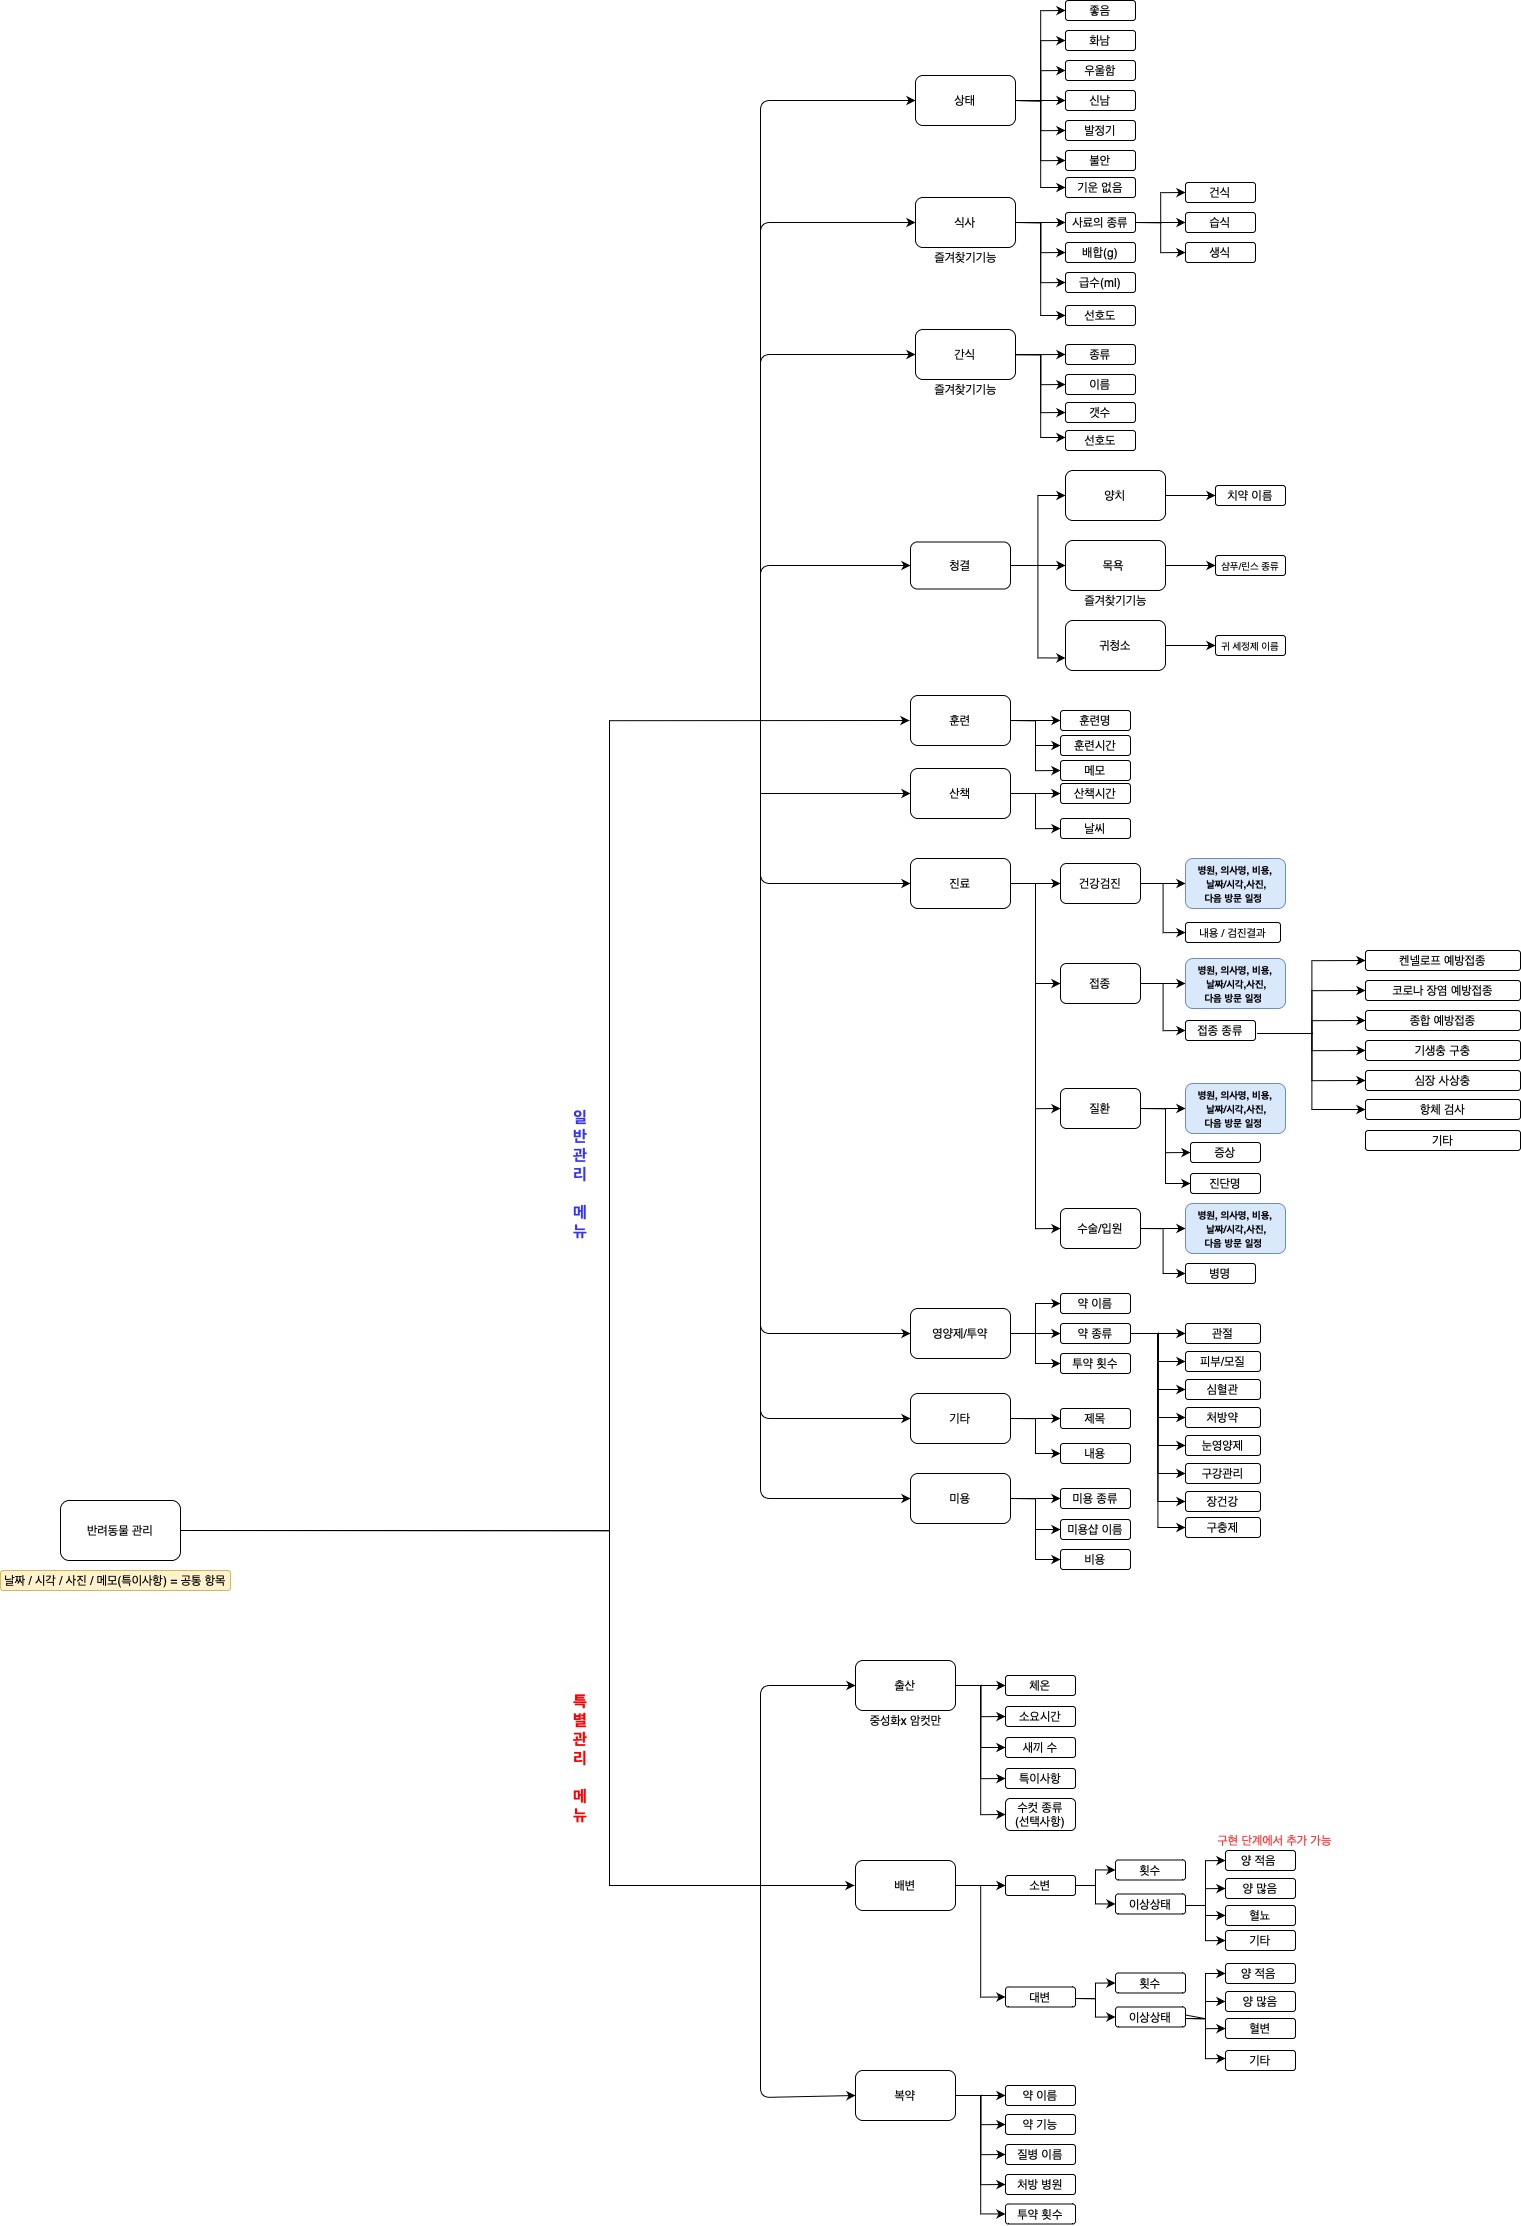 좋음
화남
우울함
상태
신남
발정기
불안
기운 없음
식사
즐겨찾기기능
사료의 종류
건식
습식
생식
배합(g)
급수(ml)
선호도
간식
즐겨찾기기능
종류
이름
갯수
선호도
청결
양치
치약 이름
목욕
즐겨찾기기능
샴푸/린스 종류
귀청소
귀 세정제 이름
훈련
훈련명
훈련시간
메모
산책
산책시간
날씨
진료
건강검진
병원, 의사명, 비용,
날짜/시각,사진,
다음 방문 일정
내용 / 검진결과
접종
병원, 의사명, 비용,
날짜/시각,사진,
다음 방문 일정
접종 종류
켄넬로프 예방접종
코로나 장염 예방접종
종합 예방접종
기생충 구충
심장 사상충
항체 검사
기타
질환
병원, 의사명, 비용,
날짜/시각,사진,
다음 방문 일정
증상
진단명
수술/입원
병원, 의사명, 비용,
날짜/시각,사진,
다음 방문 일정
병명
일
반
관
리
메
뉴
영양제/투약
약 이름
약 종류
투약 횟수
관절
피부/모질
심혈관
처방약
눈영양제
구강관리
장건강
구충제
기타
제목
내용
미용
미용 종류
미용샵 이름
비용
반려동물 관리
날짜 / 시각 / 사진 / 메모(특이사항) = 공통 항목
특
별
관
리
메
뉴
출산
중성화x 암컷만
체온
소요시간
새끼 수
특이사항
수컷 종류
(선택사항)
배변
소변
횟수
이상상태
구현 단계에서 추가 가능
양 적음
양 많음
혈뇨
기타
대변
횟수
이상상태
양 적음
양 많음
혈변
기타
복약
약 이름
약 기능
질병 이름
처방 병원
투약 횟수